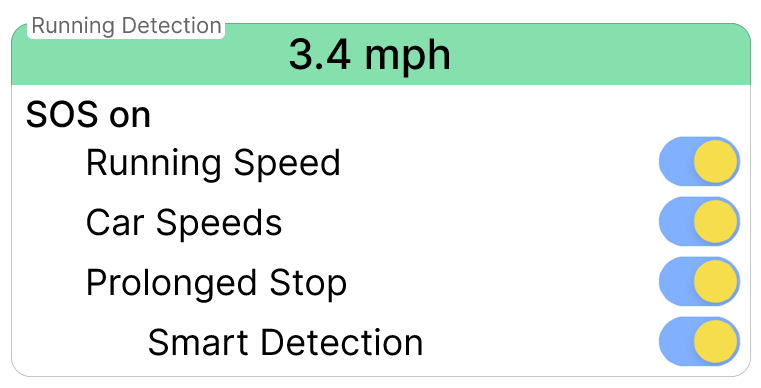 Running Detection
3.4 mph
SOS on
Running Speed
Car Speeds
Prolonged Stop
Smart Detection